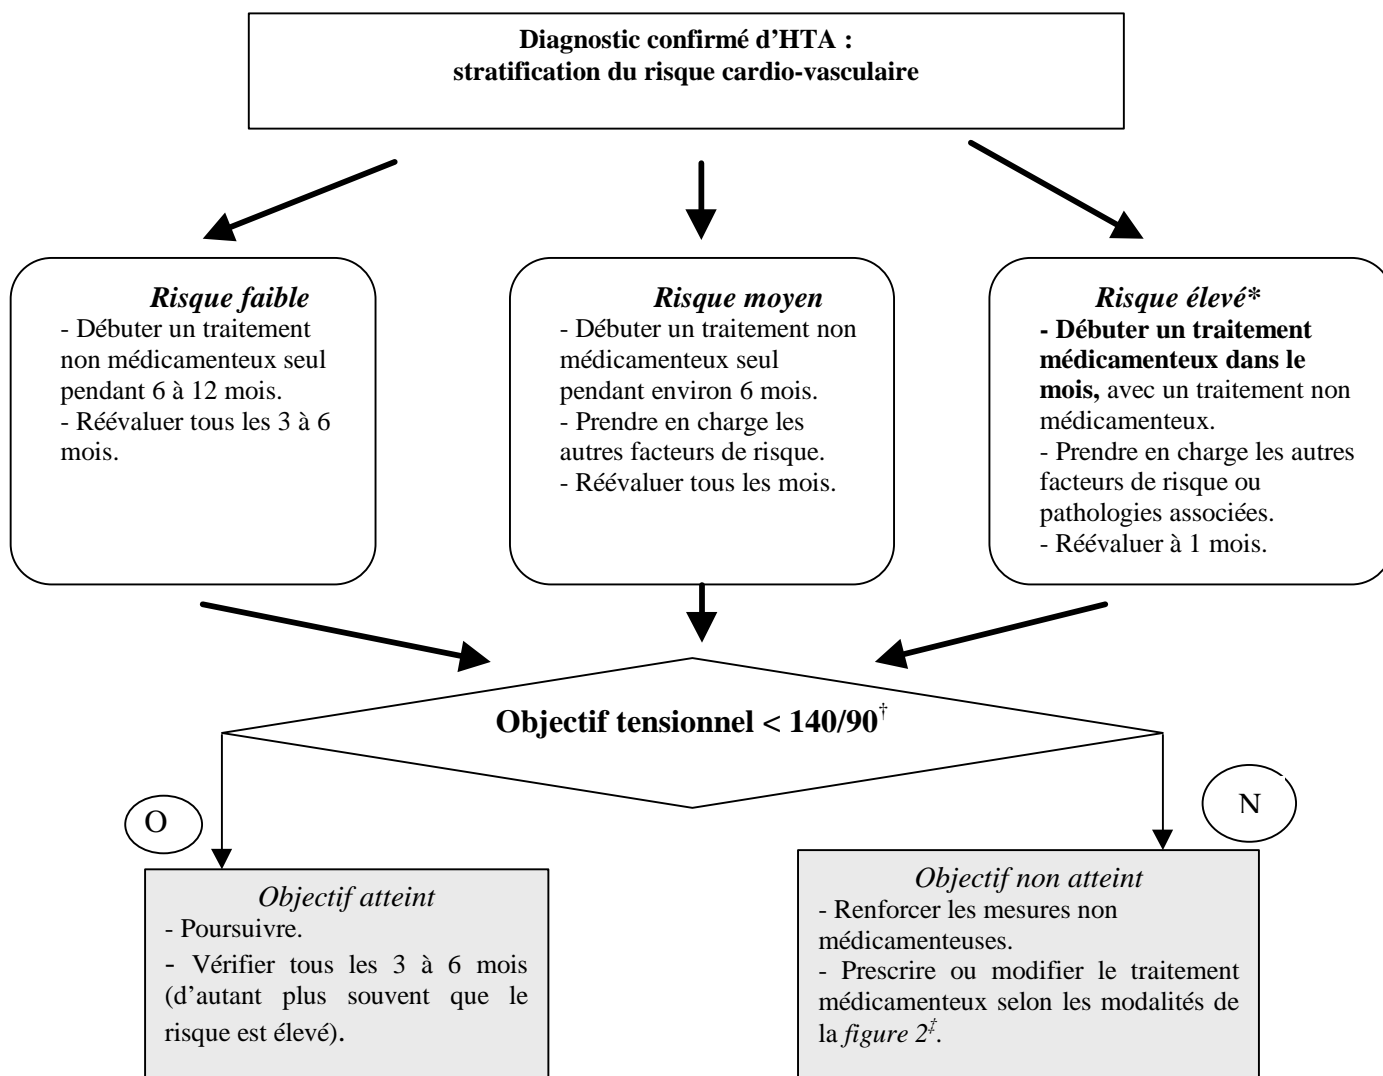 Diagnostic confirmé d’HTA :
stratification du risque cardio-vasculaire
Risque faible
- Débuter un traitement
non médicamenteux seul
pendant 6 à 12 mois.
- Réévaluer tous les 3 à 6
mois.
Risque moyen
- Débuter un traitement non
médicamenteux seul
pendant environ 6 mois.
- Prendre en charge les
autres facteurs de risque.
- Réévaluer tous les mois.
Risque élevé*
- Débuter un traitement
médicamenteux dans le
mois, avec un traitement non
médicamenteux.
- Prendre en charge les autres
facteurs de risque ou
pathologies associées.
- Réévaluer à 1 mois.
Objectif tensionnel < 140/90†
O
N
Objectif atteint
- Poursuivre.
- Vérifier tous les 3 à 6 mois
(d’autant plus souvent que le
risque est élevé).
Objectif non atteint
- Renforcer les mesures non
médicamenteuses.
- Prescrire ou modifier le traitement
médicamenteux selon les modalités de
la figure 2‡.